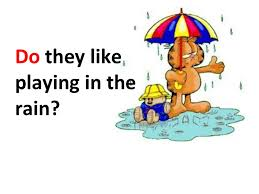 Do they like
playing in the
rain?